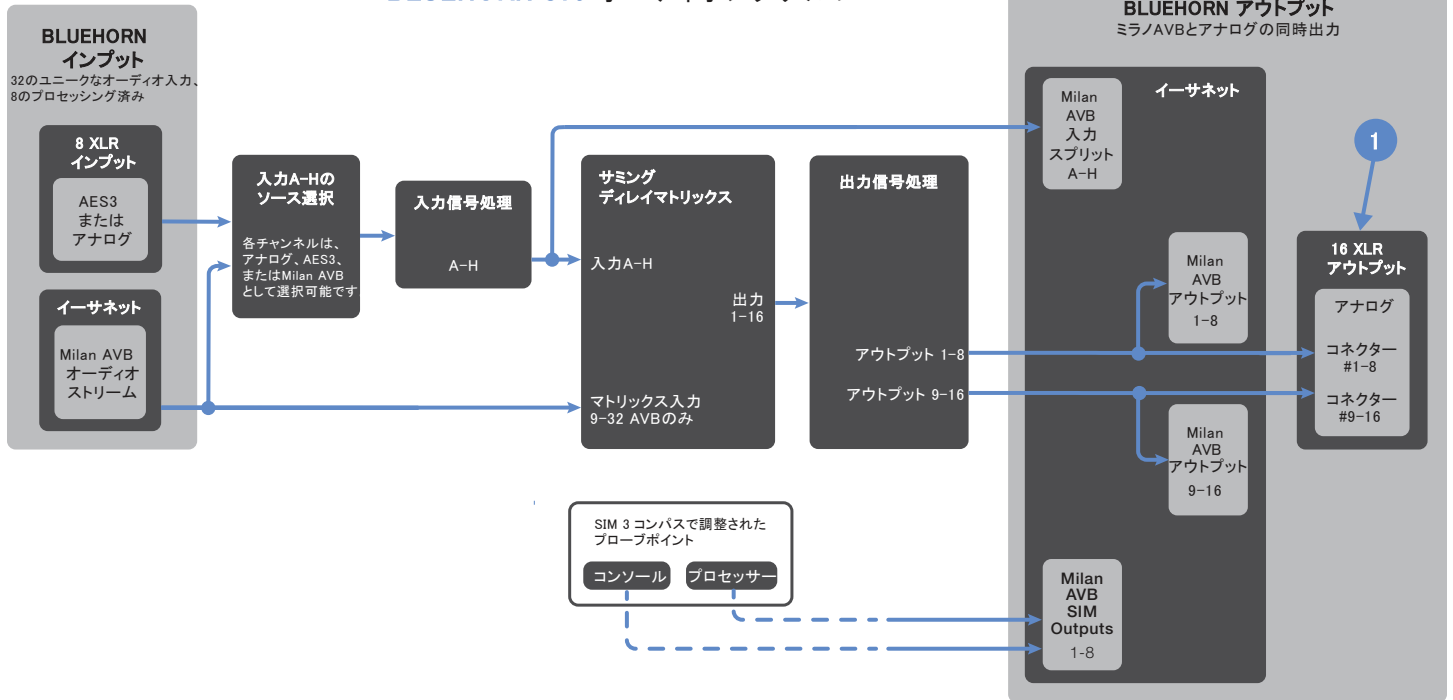 BLUEHORN
インプット
32のユニークなオーディオ入力、
8のプロセッシング済み
8 XLR
インプット
AES3
または
アナログ
イーサネット
Milan AVB
オーディオ
ストリーム
入力A-Hの
ソース選択
各チャンネルは、
アナログ、AES3、
またはMilan AVB
として選択可能です
入力信号処理
A-H
サミング
ディレイマトリックス
入力A-H
出力
1-16
マトリックス入力
9-32 AVBのみ
出力信号処理
アウトプット 1-8
アウトプット 9-16
SIM 3 コンパスで調整された
プローブポイント
コンソール
プロセッサー
BLUEHORN アウトプット
ミラノAVBとアナログの同時出力
イーサネット
Milan
AVB
入力
スプリット
A-H
Milan
AVB
アウトプット
1-8
Milan
AVB
アウトプット
9-16
Milan
AVB
SIM
Outputs
1-8
1
16 XLR
アウトプット
アナログ
コネクター
#1-8
コネクター
#9-16